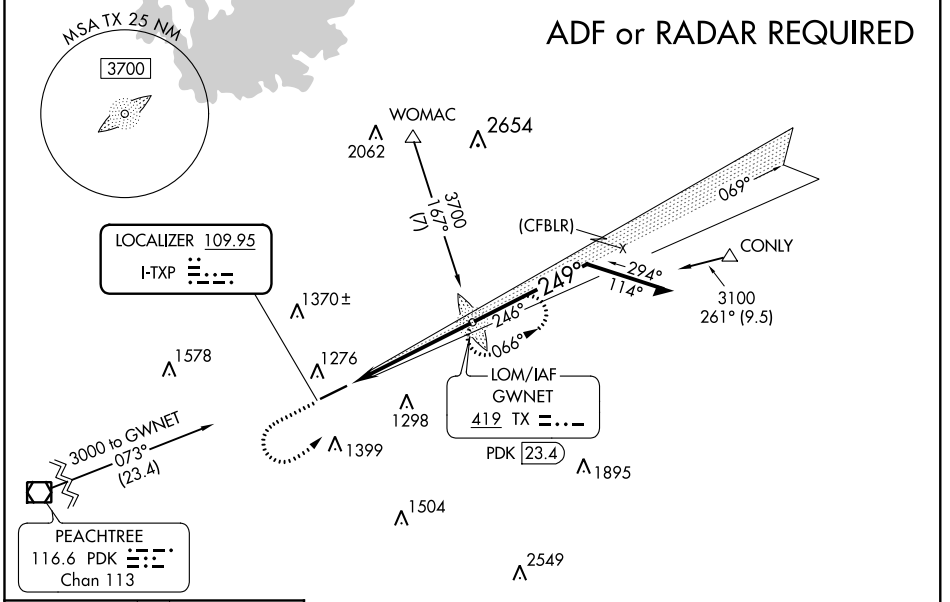 MSA TX 25 NM
3700
ADF or RADAR REQUIRED
WOMAC
2062
2654
3700
167°
(7)
069°
(CFBLR)
x
CONLY
294°
114°
3100
261° (9.5)
LOCALIZER 109.95
I-TXP
249°
246°
066°
1370 ±
1578
1276
LOM/IAF
GWNET
419 TX
PDK 23.4
1298
1399
1895
3000 to GWNET
073°
(23.4)
1504
PEACHTREE
116.6 PDK
Chan 113
2549